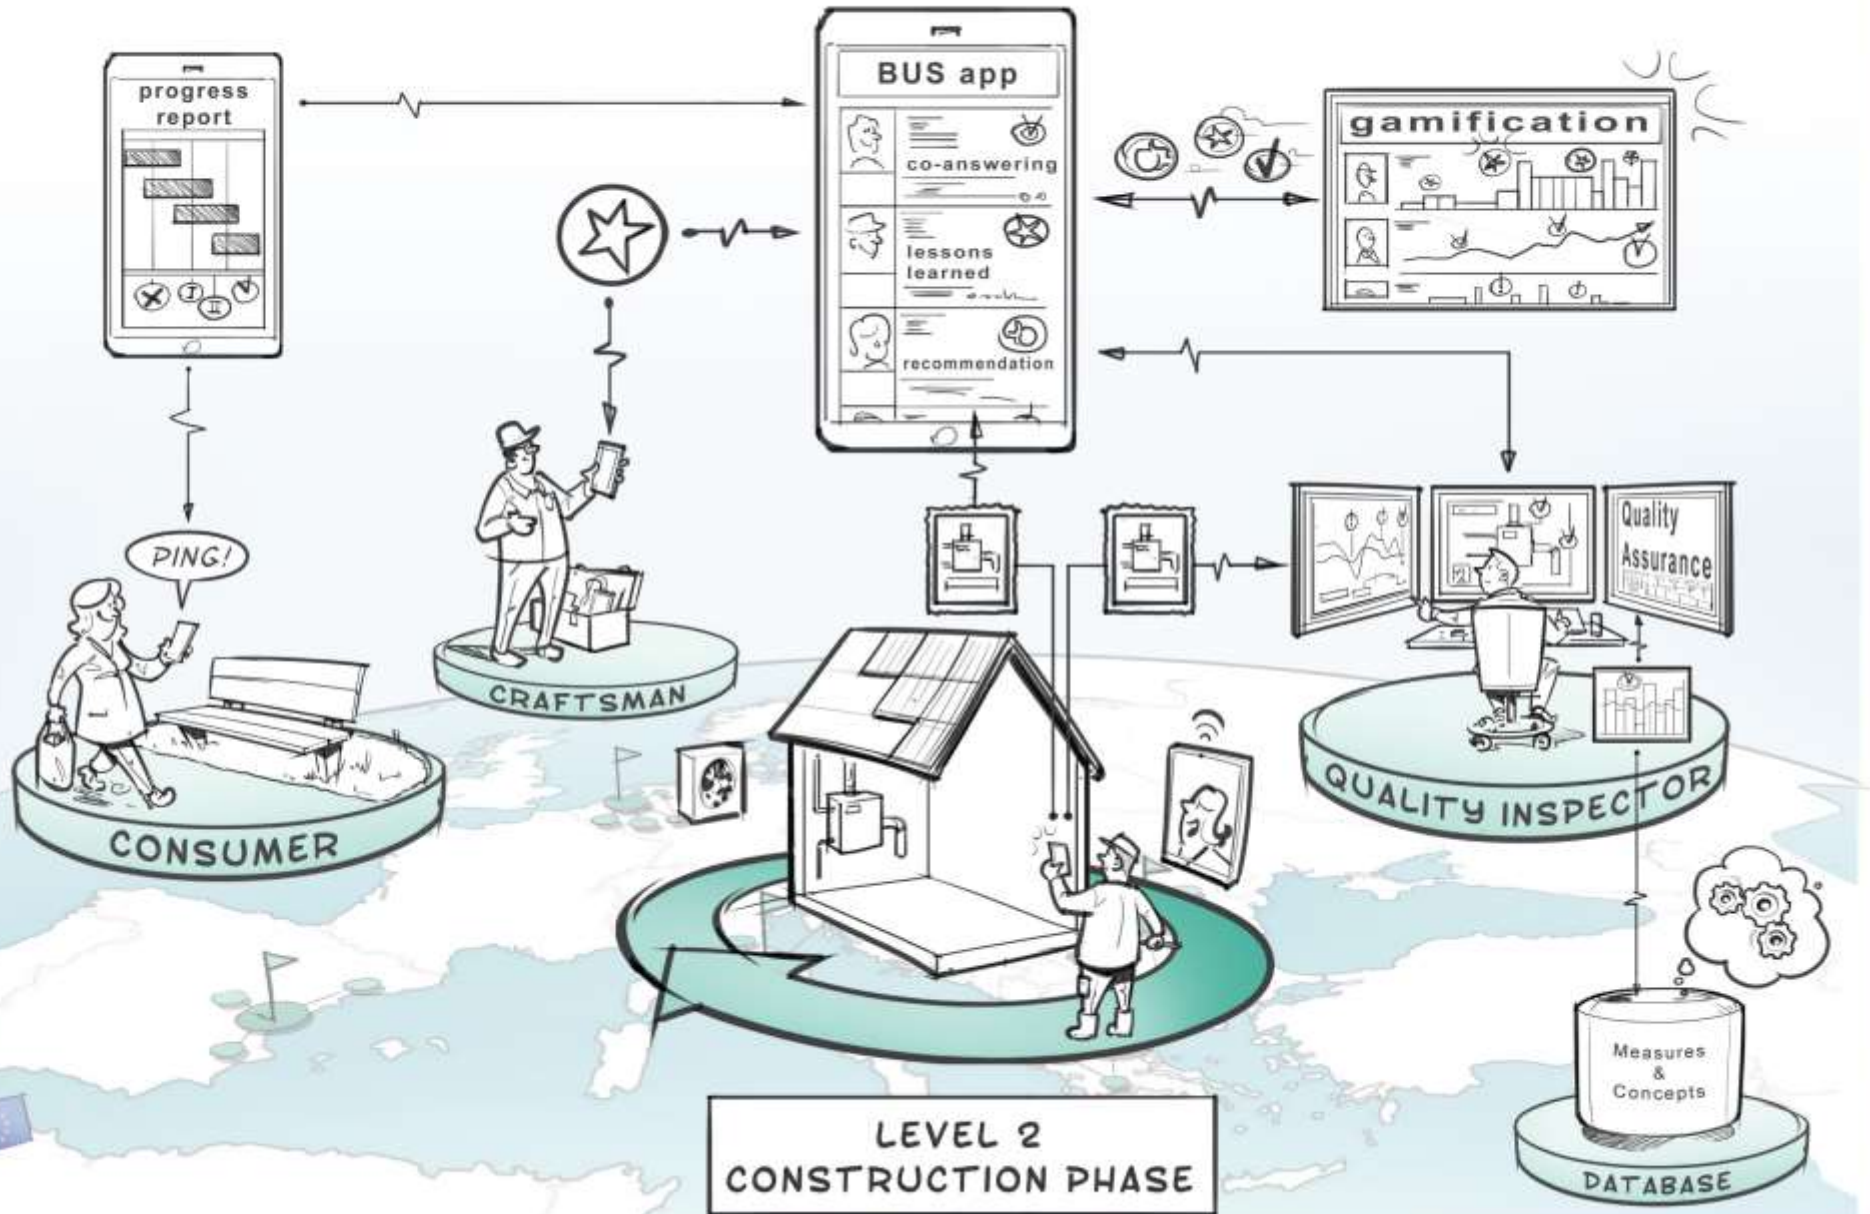 progress
report
BUS app
co-answering
lessons
learned
recommendation
gamification
PING!
CONSUMER
CRAFTSMAN
Quality
Assurance
QUALITY INSPECTOR
Measures
&
Concepts
DATABASE
LEVEL 2
CONSTRUCTION PHASE